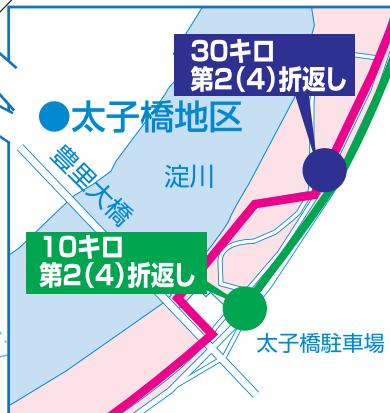 30キロ
第2(4)折返し
●太子橋地区
豊里大橋
淀川
10キロ
第2(4)折返し
太子橋駐車場